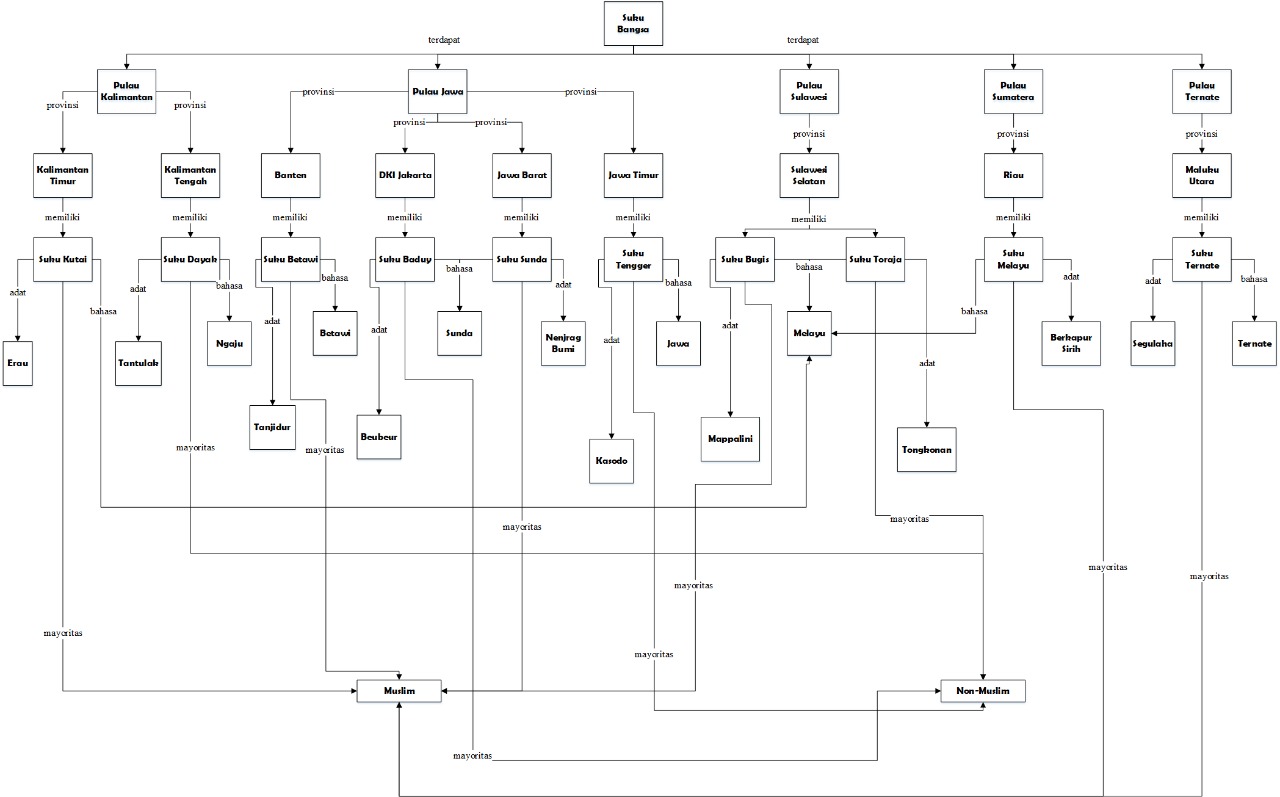 Suku
Bangsa
terdapat
terdapat
Pulau
Kalimantan
Pulau Jawa
Pulau
Sulawesi
Pulau
Sumatera
Pulau
Ternate
provinsi
provinsi
provinsi
provinsi
provinsi
provinsi
provinsi
provinsi
provinsi
Kalimantan
Timur
Kalimantan
Tengah
Banten
DKI Jakarta
Jawa Barat
Jawa Timur
Sulawesi
Selatan
Riau
Maluku
Utara
memiliki
memiliki
memiliki
memiliki
memiliki
memiliki
memiliki
memiliki
memiliki
Suku Kutai
Suku Dayak
Suku Betawi
Suku Baduy
Suku Sunda
Suku
Tengger
Suku Bugis
Suku Toraja
Suku
Melayu
Suku
Ternate
adat
bahasa
adat
bahasa
adat
bahasa
adat
bahasa
adat
adat
bahasa
adat
bahasa
adat
bahasa
adat
adat
bahasa
Erau
Tantulak
Ngaju
Betawi
Sunda
Nenjrag
Bumi
Jawa
Melayu
Berkapur
Sirih
Segulaha
Ternate
Tanjidur
Beubeur
Kasodo
Mappalini
Tongkonan
mayoritas
mayoritas
mayoritas
mayoritas
mayoritas
mayoritas
mayoritas
mayoritas
mayoritas
mayoritas
Muslim
Non-Muslim